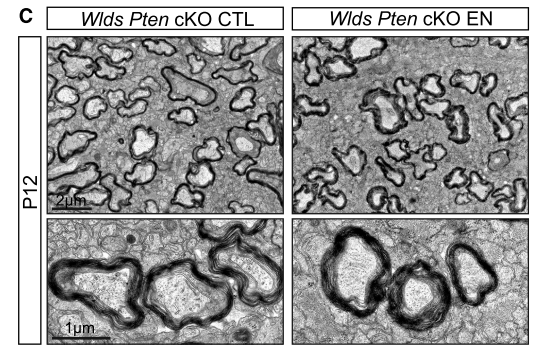 C
Wlds Pten cKO CTL
Wlds Pten cKO EN
P12
2μm
1μm